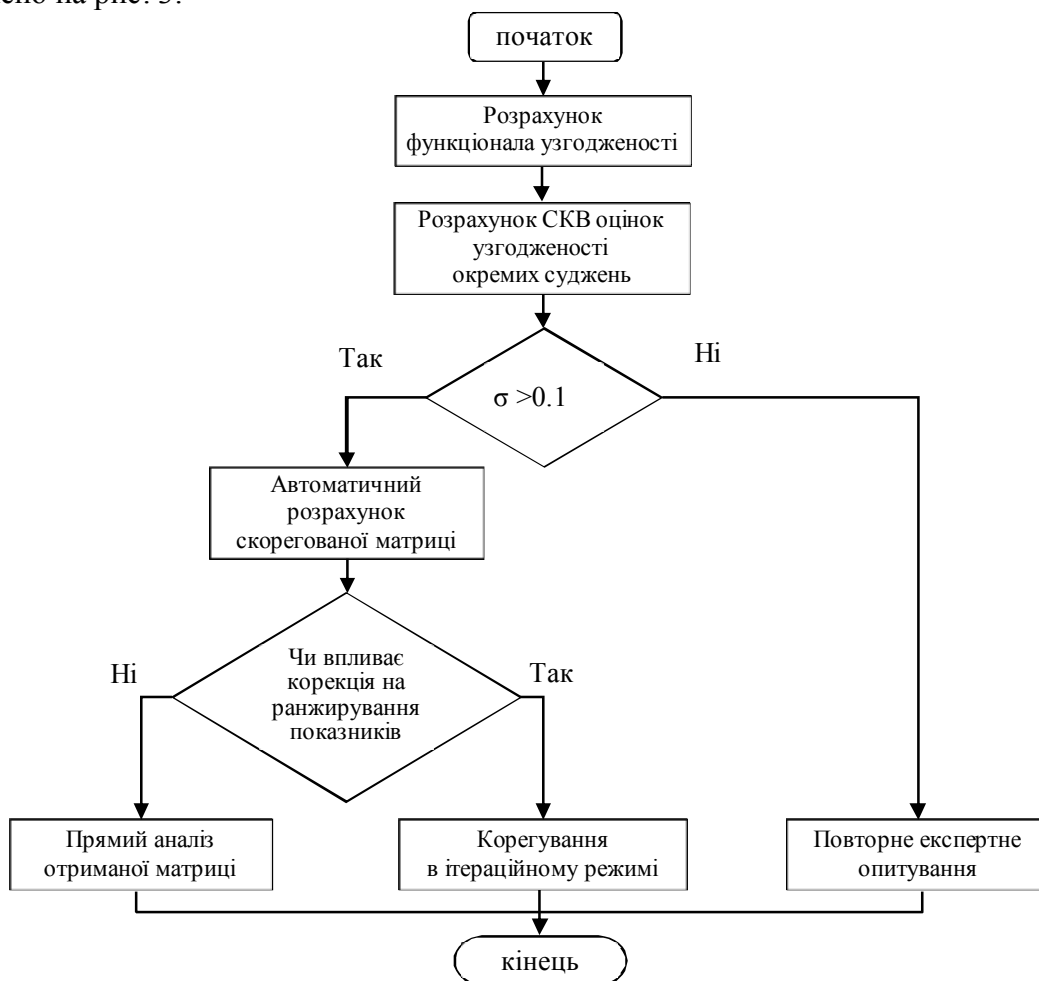 ено на рис. 3.
початок
Розрахунок
функціонала узгодженості
Розрахунок СКВ оцінок
узгодженості
окремих суджень
Так
Ні
σ >0.1
Автоматичний
розрахунок
скорегованої матриці
Ні
Чи впливає
корекція на
ранжирування
показників
Так
Прямий аналіз
отриманої матриці
Корегування
в ітераційному режимі
Повторне експертне
опитування
кінець